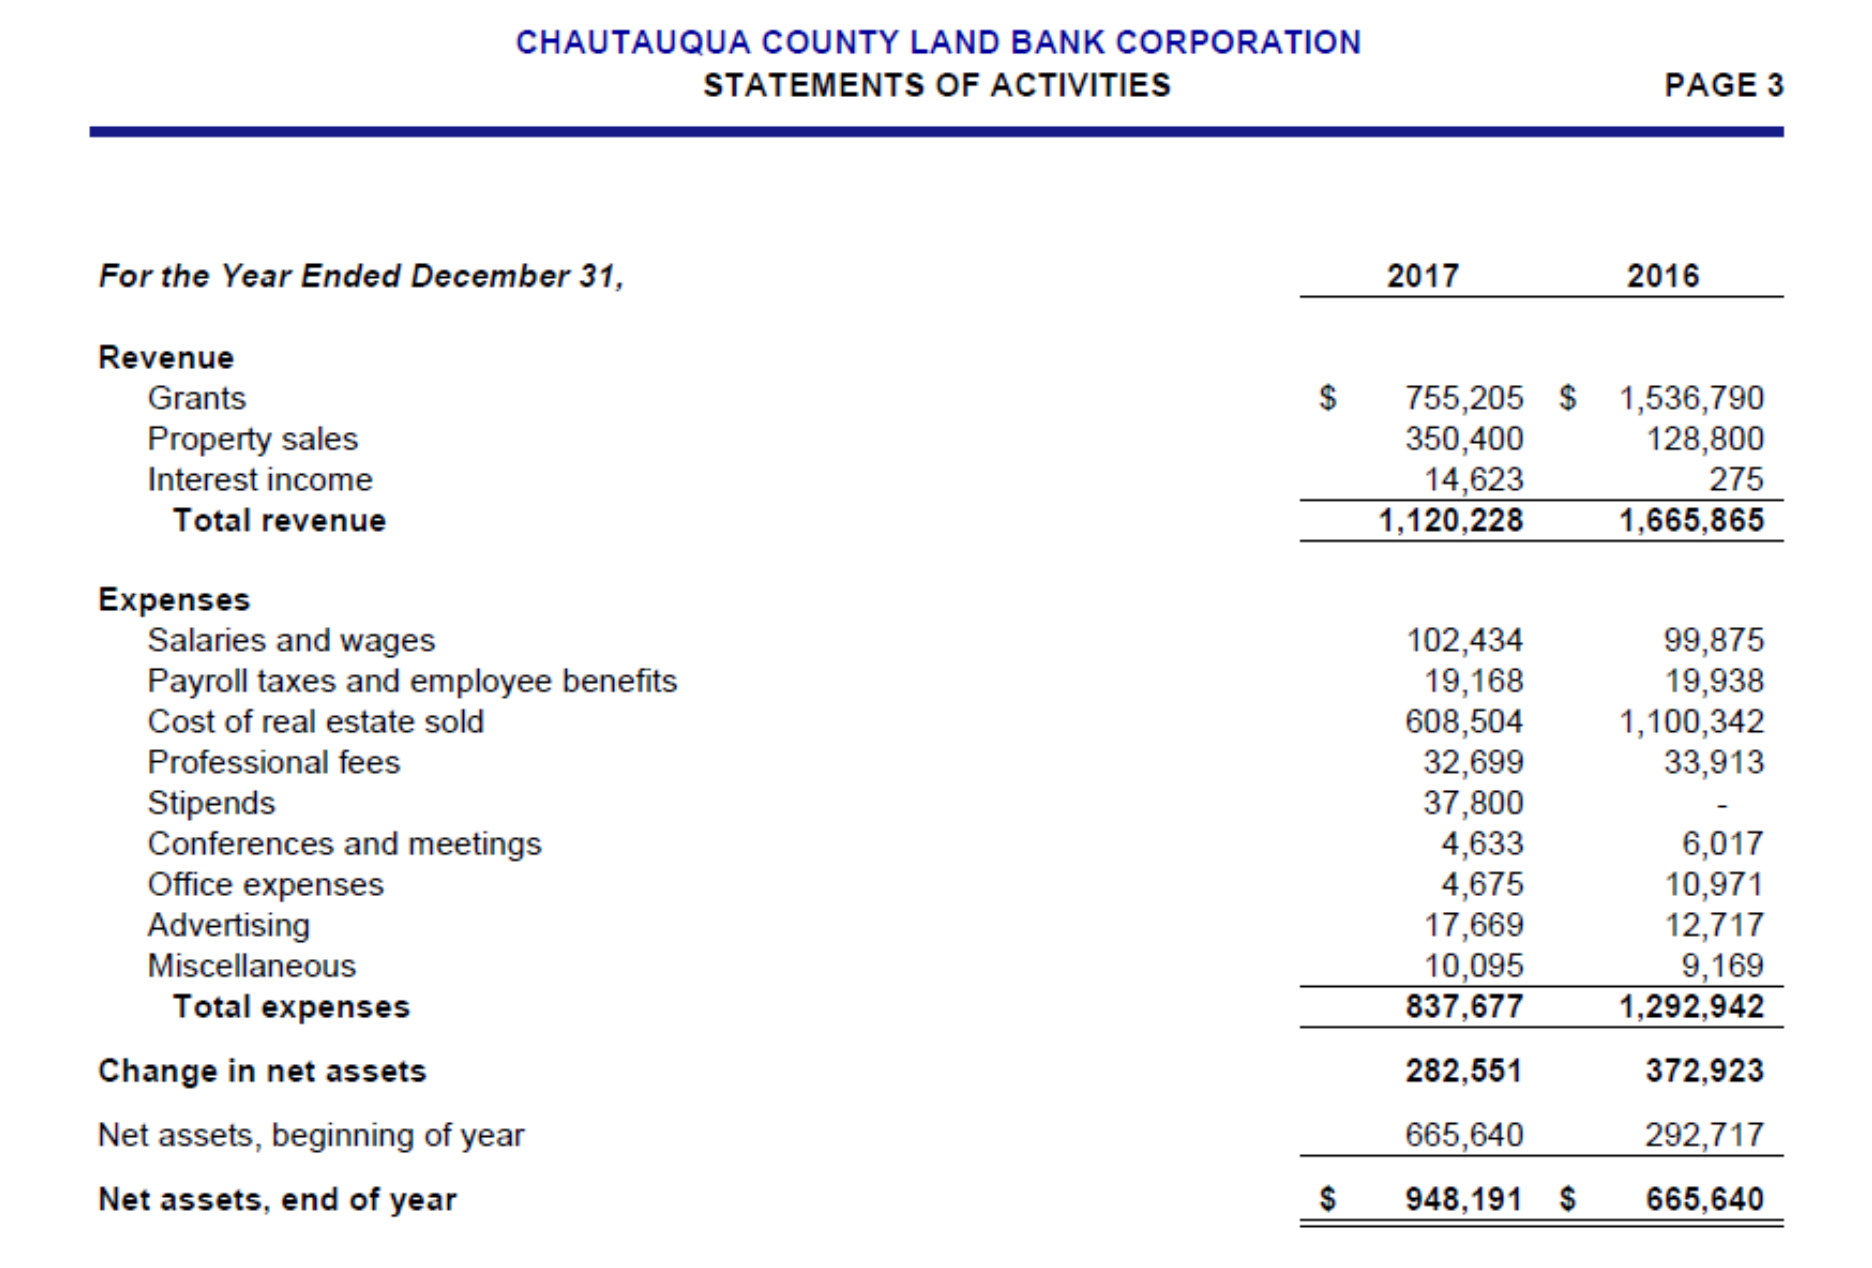 CHAUTAUQUA COUNTY LAND BANK CORPORATION
STATEMENTS OF ACTIVITIES PAGE 3
For the Year Ended December 31, 2017 2016
Revenue
Grants $ 755,205 $ 1,536,790
Property sales 350,400 128,800
Interest income 14,623 275
Total revenue 1,120,228 1,665,865
Expenses
Salaries and wages 102,434 99,875
Payroll taxes and employee benefits 19,168 19,938
Cost of real estate sold 608,504 1,100,342
Professional fees 32,699 33,913
Stipends 37,800 -
Conferences and meetings 4,633 6,017
Office expenses 4,675 10,971
Advertising 17,669 12,717
Miscellaneous 10,095 9,169
Total expenses 837,677 1,292,942
Change in net assets 282,551 372,923
Net assets, beginning of year 665,640 292,717
Net assets, end of year $ 948,191 $ 665,640